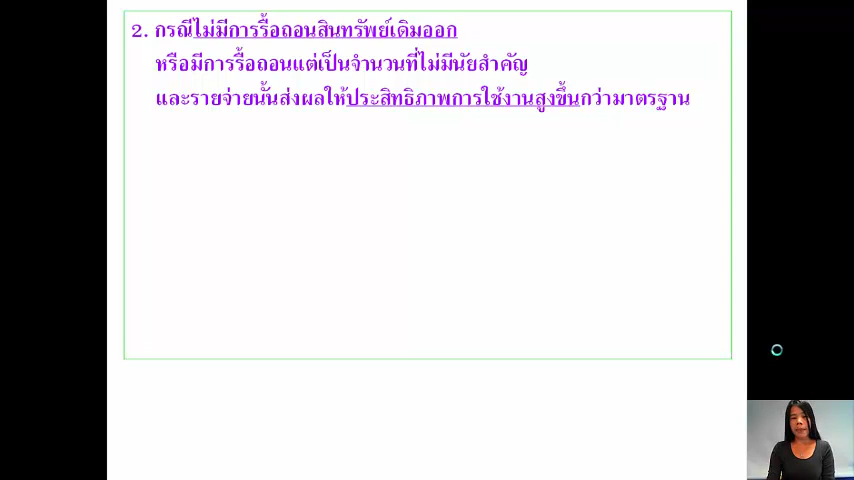 2. กรณีไม่มีการรื้อถอนสินทรัพย์เดิมออก
หรือมีการรื้อถอนแต่เป็นจำนวนที่ไม่มีนัยสำคัญ
และรายจ่ายนั้นส่งผลให้ประสิทธิภาพการใช้งานสูงขึ้นกว่ามาตรฐาน